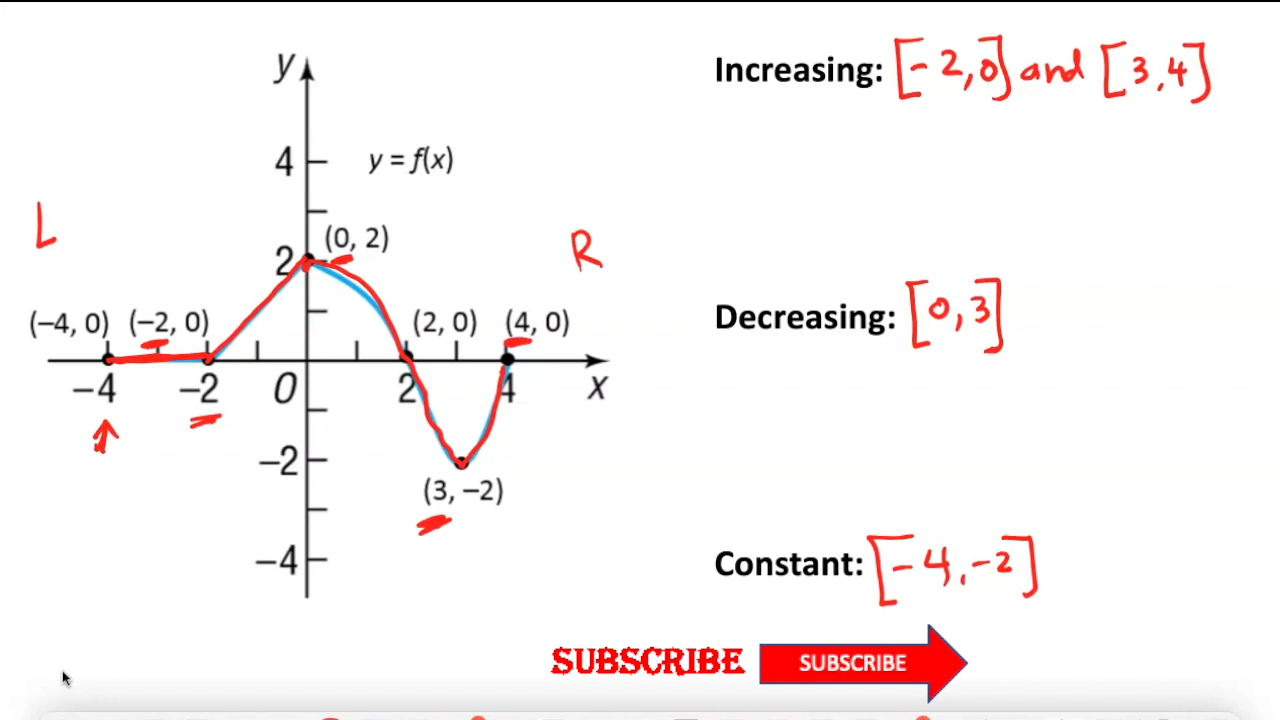 Increasing: [-2,0] and [3,4]
y
4
y = f(x)
L
R
(0, 2)
2
(−4, 0) (−2, 0) (2, 0) (4, 0)
Decreasing: [0,3]
−4 −2 O 2 4 x
−2
(3, −2)
−4
Constant: [-4,-2]
SUBSCRIBE SUBSCRIBE